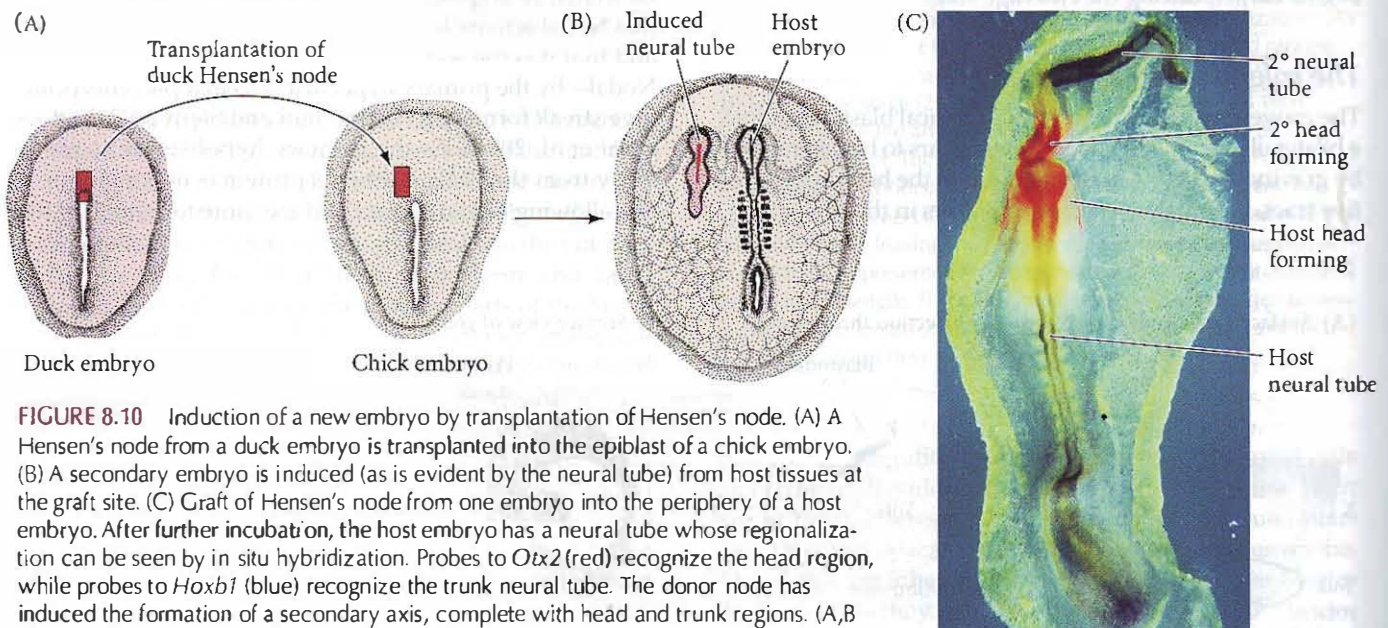 (A)
Transplantation of
duck Hensen's node
Duck embryo
Chick embryo
(B)
Induced
neural tube
Host
embryo
(C)
2° neural
tube
2° head
forming
Host head
forming
Host
neural tube
FIGURE 8.10 Induction of a new embryo by transplantation of Hensen's node. (A) A
Hensen's node from a duck embryo is transplanted into the epiblast of a chick embryo.
(B) A secondary embryo is induced (as is evident by the neural tube) from host tissues at
the graft site. (C) Graft of Hensen's node from one embryo into the periphery of a host
embryo. After further incubation, the host embryo has a neural tube whose regionaliza-
tion can be seen by in situ hybridization. Probes to Otx2 (red) recognize the head region,
while probes to Hoxb1 (blue) recognize the trunk neural tube. The donor node has
induced the formation of a secondary axis, complete with head and trunk regions. (A,B